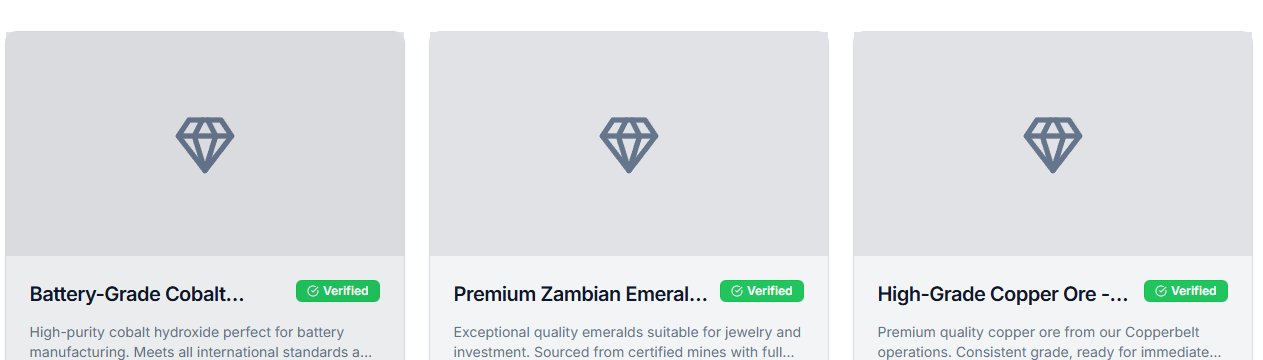 Battery-Grade Cobalt...
Verified
High-purity cobalt hydroxide perfect for battery
manufacturing. Meets all international standards a...
Premium Zambian Emeral...
Verified
Exceptional quality emeralds suitable for jewelry and
investment. Sourced from certified mines with full...
High-Grade Copper Ore -...
Verified
Premium quality copper ore from our Copperbelt
operations. Consistent grade, ready for immediate...